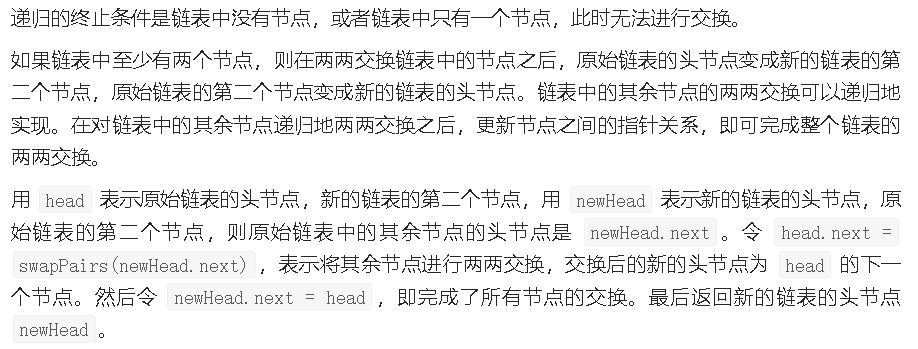 递归的终止条件是链表中没有节点，或者链表中只有一个节点，此时无法进行交换。
如果链表中至少有两个节点，则在两两交换链表中的节点之后，原始链表的头节点变成新的链表的第
二个节点，原始链表的第二个节点变成新的链表的头节点。链表中的其余节点的两两交换可以递归地
实现。在对链表中的其余节点递归地两两交换之后，更新节点之间的指针关系，即可完成整个链表的
两两交换。
用 head 表示原始链表的头节点，新的链表的第二个节点，用 newHead 表示新的链表的头节点，原
始链表的第二个节点，则原始链表中的其余节点的头节点是 newHead.next 。令 head.next =
swapPairs(newHead.next) ，表示将其余节点进行两两交换，交换后的新的头节点为 head 的下一
个节点。然后令 newHead.next = head ，即完成了所有节点的交换。最后返回新的链表的头节点
newHead 。